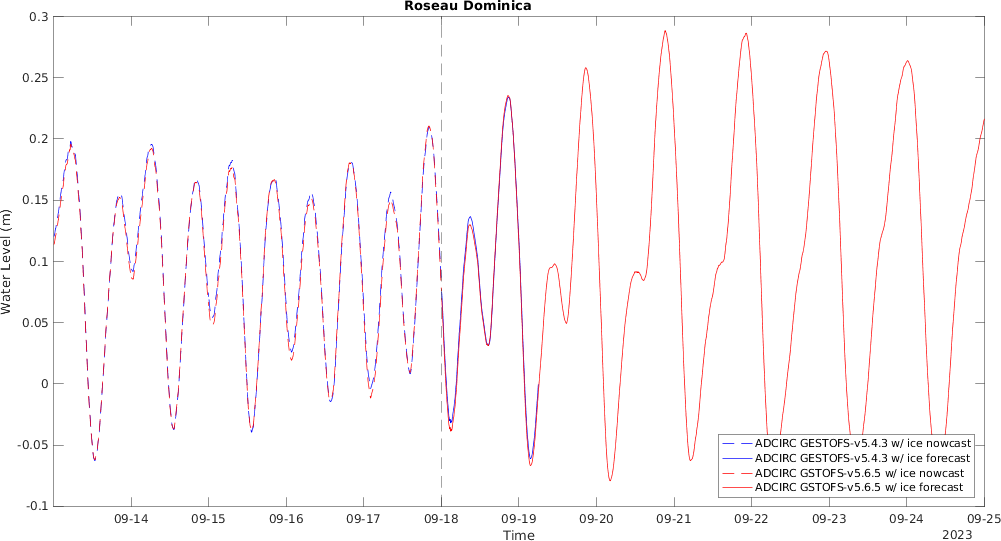 Roseau Dominica
0.3
0.25
0.2
0.15
0.1
0.05
0
-0.05
-0.1
Water Level (m)
ADCIRC GESTOFS-v5.4.3 w/ ice nowcast
ADCIRC GESTOFS-v5.4.3 w/ ice forecast
ADCIRC GSTOFS-v5.6.5 w/ ice nowcast
ADCIRC GSTOFS-v5.6.5 w/ ice forecast
09-14 09-15 09-16 09-17 09-18 09-19 09-20 09-21 09-22 09-23 09-24 09-25
Time
2023